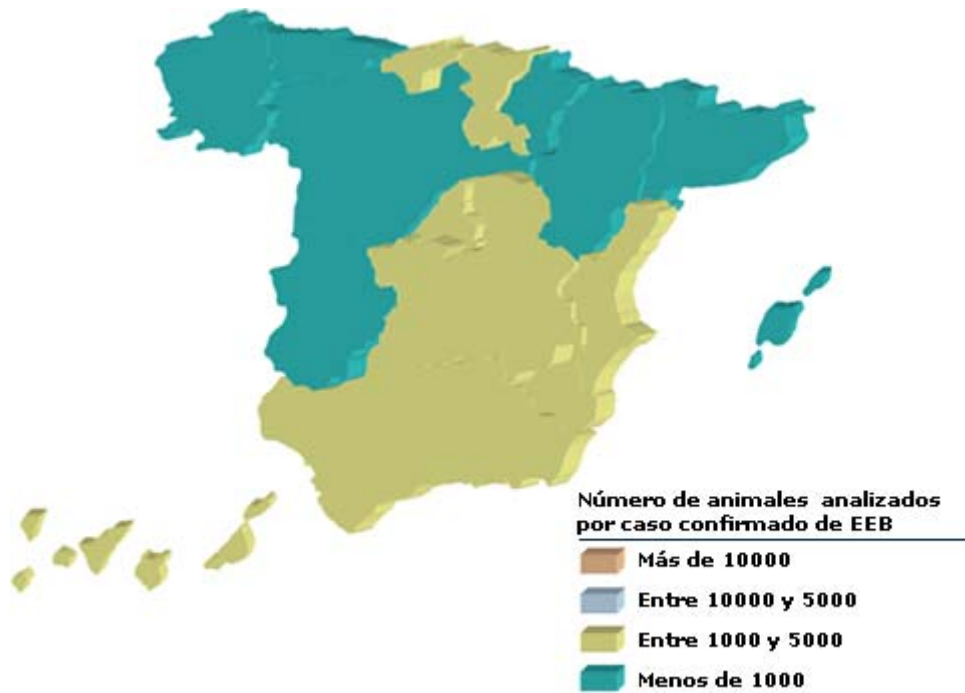 Número de animales analizados
por caso confirmado de EEB
Más de 10000
Entre 10000 y 5000
Entre 1000 y 5000
Menos de 1000